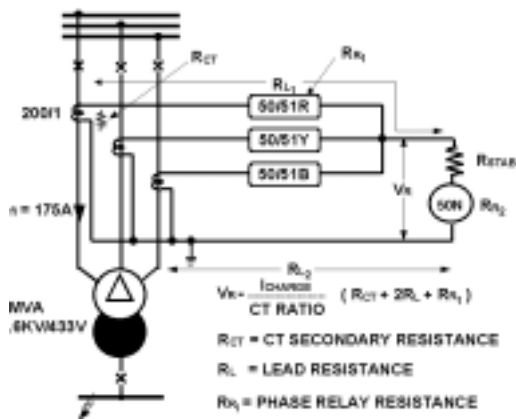 RCT
RR1
RL1
200/1
50/51R
50/51Y
50/51B
RSTAB
VR
50N
RR2
n = 175A
RL2
MVA
.6KV/433V
VR = ICHARGE / CT RATIO ( RCT + 2RL + RR1 )
RCT = CT SECONDARY RESISTANCE
RL = LEAD RESISTANCE
RR1 = PHASE RELAY RESISTANCE